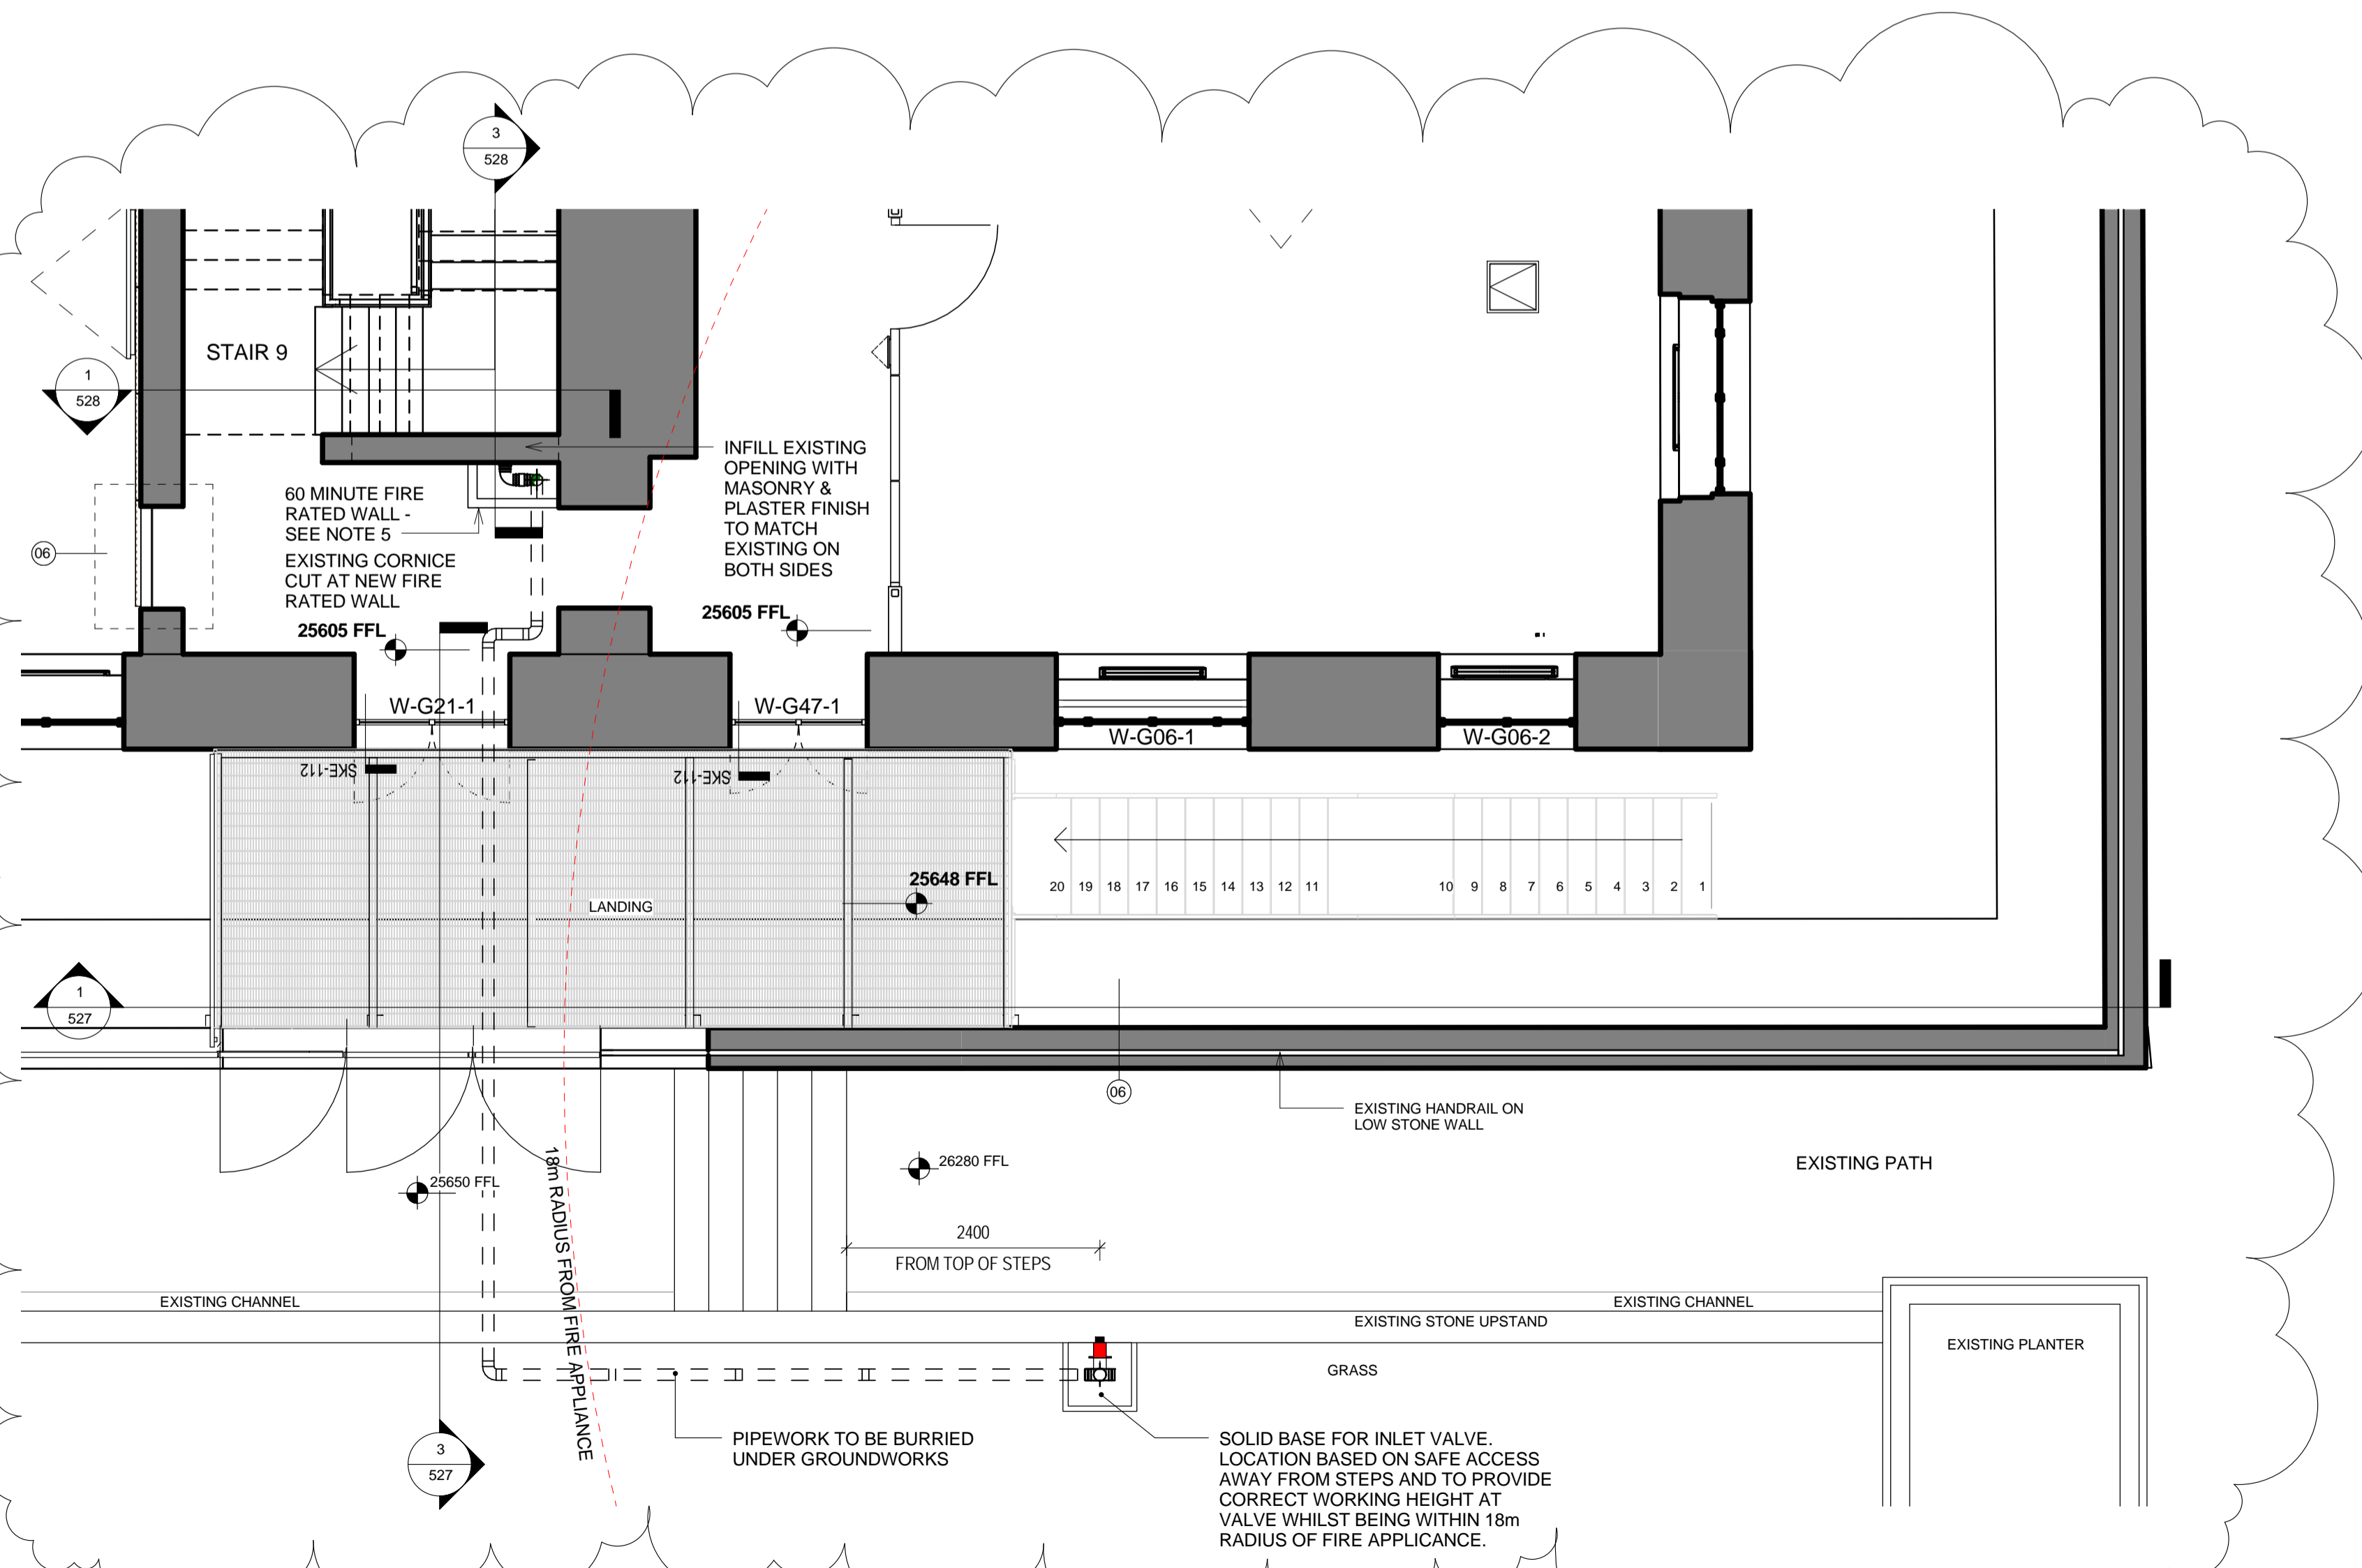 3
528
STAIR 9
1
528
INFILL EXISTING
OPENING WITH
MASONRY &
PLASTER FINISH
TO MATCH
EXISTING ON
BOTH SIDES
60 MINUTE FIRE
RATED WALL -
SEE NOTE 5
EXISTING CORNICE
CUT AT NEW FIRE
RATED WALL
06
25605 FFL
25605 FFL
W-G21-1
W-G47-1
W-G06-1
W-G06-2
SKE-112
SKE-112
25648 FFL
LANDING
20 19 18 17 16 15 14 13 12 11 10 9 8 7 6 5 4 3 2 1
1
527
06
EXISTING HANDRAIL ON
LOW STONE WALL
EXISTING PATH
25650 FFL
26280 FFL
18m RADIUS FROM FIRE APPLIANCE
2400
FROM TOP OF STEPS
EXISTING CHANNEL
EXISTING CHANNEL
EXISTING STONE UPSTAND
EXISTING PLANTER
GRASS
PIPEWORK TO BE BURRIED
UNDER GROUNDWORKS
SOLID BASE FOR INLET VALVE.
LOCATION BASED ON SAFE ACCESS
AWAY FROM STEPS AND TO PROVIDE
CORRECT WORKING HEIGHT AT
VALVE WHILST BEING WITHIN 18m
RADIUS OF FIRE APPLICANCE.
3
527